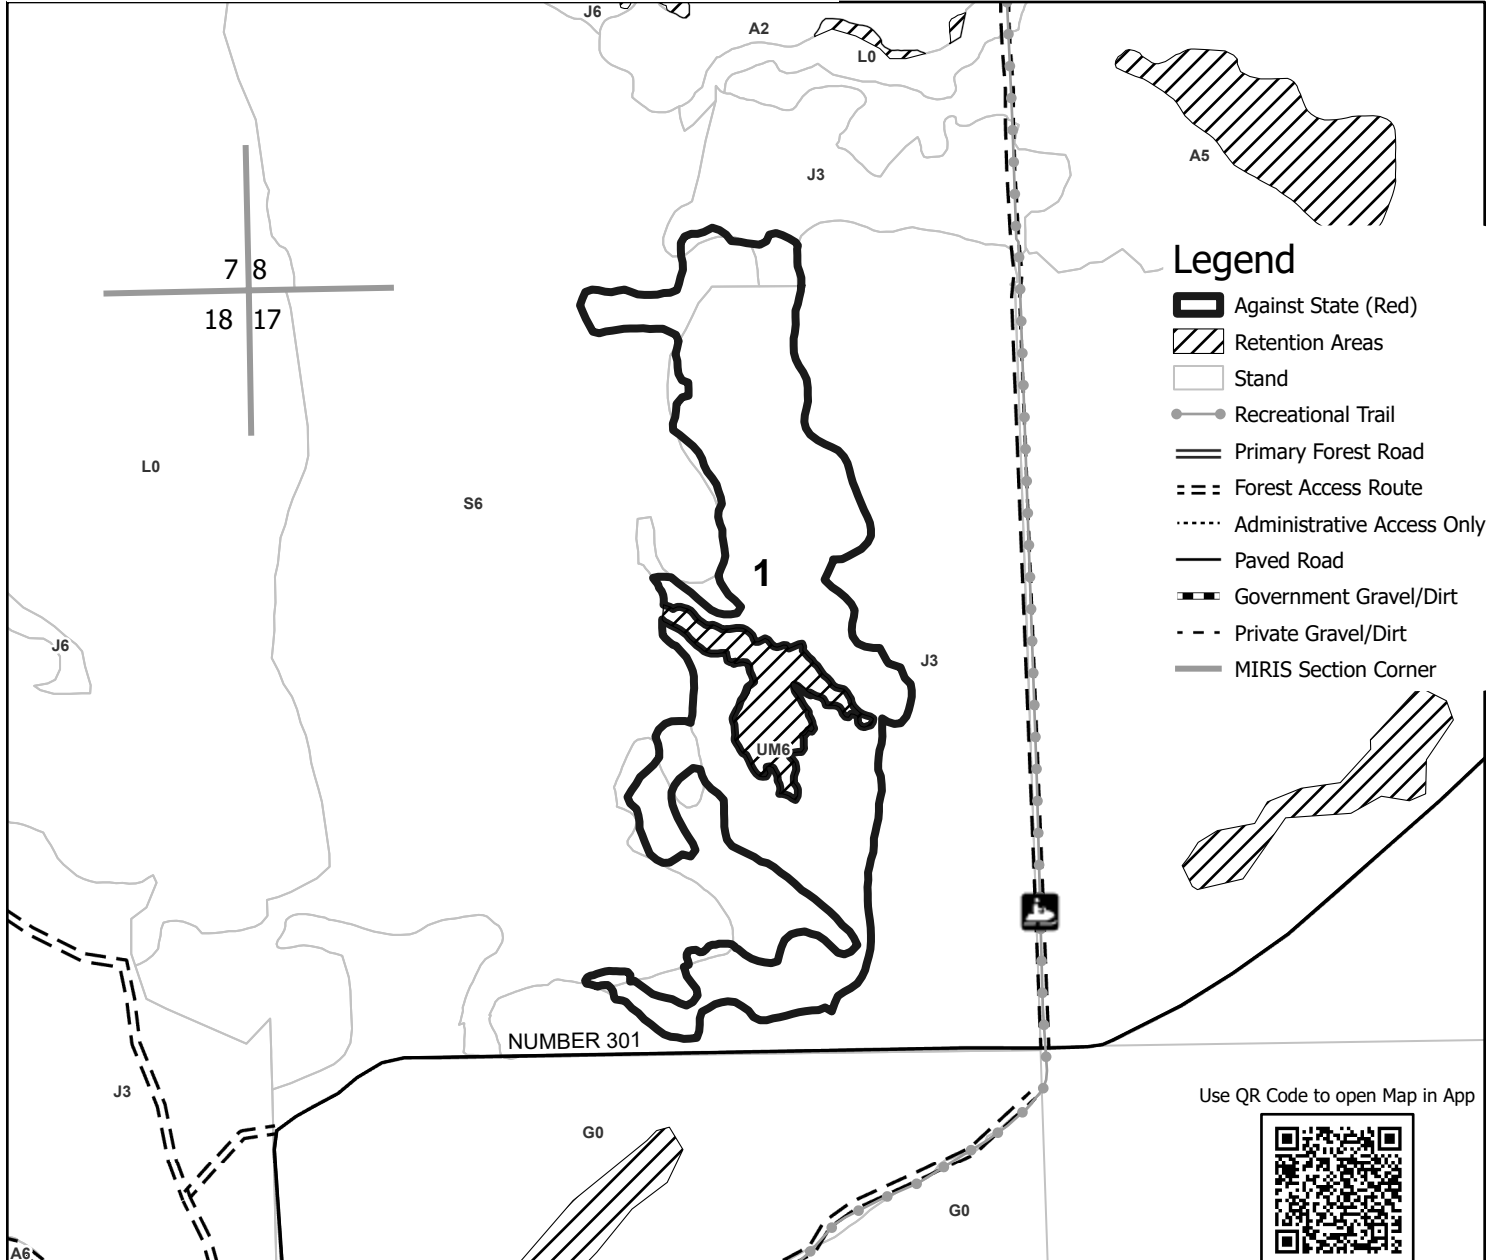 J6
A2
L0
A5
J3
7 8
18 17
Legend
Against State (Red)
Retention Areas
Stand
Recreational Trail
Primary Forest Road
Forest Access Route
Administrative Access Only
Paved Road
Government Gravel/Dirt
Private Gravel/Dirt
MIRIS Section Corner
L0
S6
1
J6
J3
UM6
NUMBER 301
J3
Use QR Code to open Map in App
G0
G0
A6